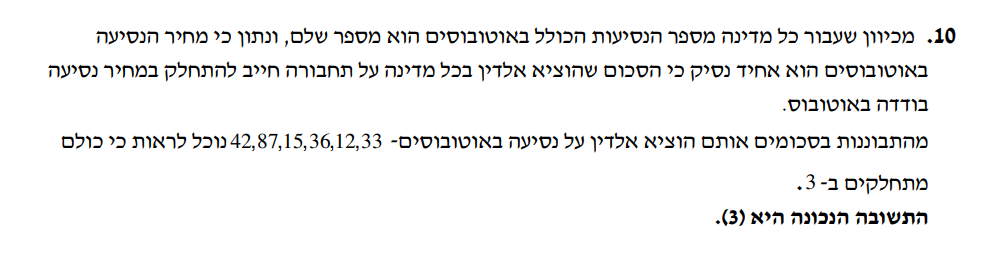 10. מכיוון שעבור כל מדינה מספר הנסיעות הכולל באוטובוסים הוא מספר שלם, ונתון כי מחיר הנסיעה
באוטובוסים הוא אחיד נסיק כי הסכום שהוציא אלדין בכל מדינה על תחבורה חייב להתחלק במחיר נסיעה
בודדה באוטובוס.
מהתבוננות בסכומים אותם הוציא אלדין על נסיעה באוטובוסים- 42,87,15,36,12,33 נוכל לראות כי כולם
מתחלקים ב- 3.
התשובה הנכונה היא (3).